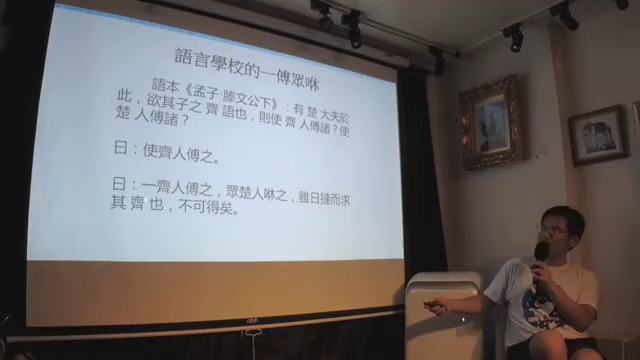 語言學校的一傅眾咻
語本《孟子·滕文公下》：有 楚 大夫於
此，欲其子之 齊 語也，則使 齊 人傅諸？使
楚 人傅諸？
曰：使齊人傅之。
曰：一齊人傅之，眾楚人咻之，雖日撻而求
其 齊 也，不可得矣。